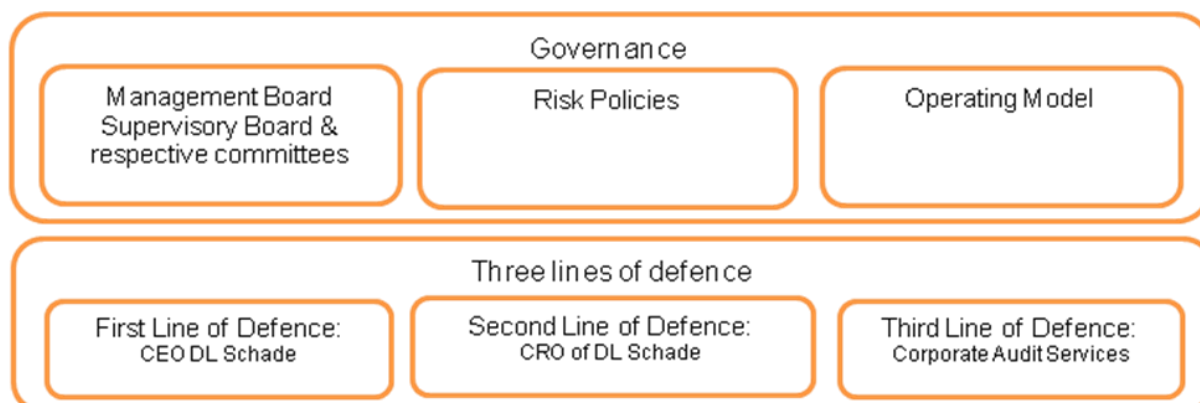 Governance
Management Board
Supervisory Board &
respective committees
Risk Policies
Operating Model
Three lines of defence
First Line of Defence:
CEO DL Schade
Second Line of Defence:
CRO of DL Schade
Third Line of Defence:
Corporate Audit Services